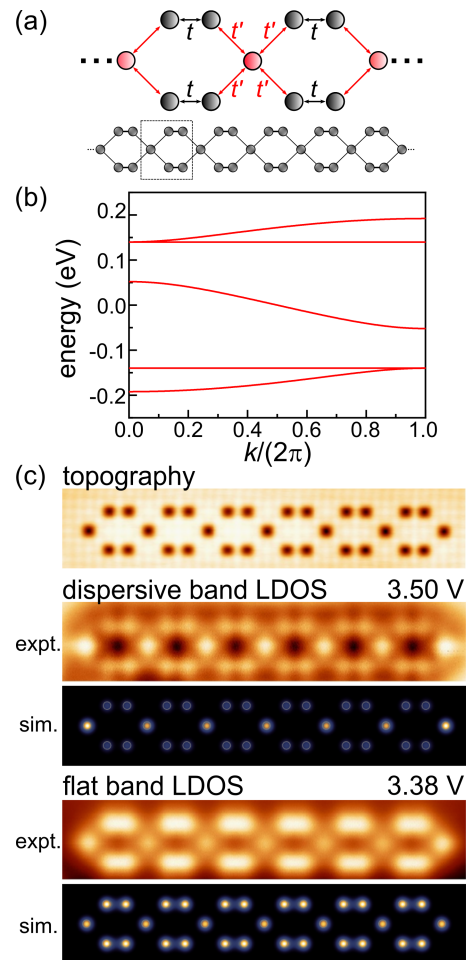 (a)
t t' t' t
t t' t' t
(b)
energy (eV)
0.2
0.1
0.0
-0.1
-0.2
0.0 0.2 0.4 0.6 0.8 1.0
k/(2π)
(c) topography
dispersive band LDOS 3.50 V
expt.
sim.
flat band LDOS 3.38 V
expt.
sim.